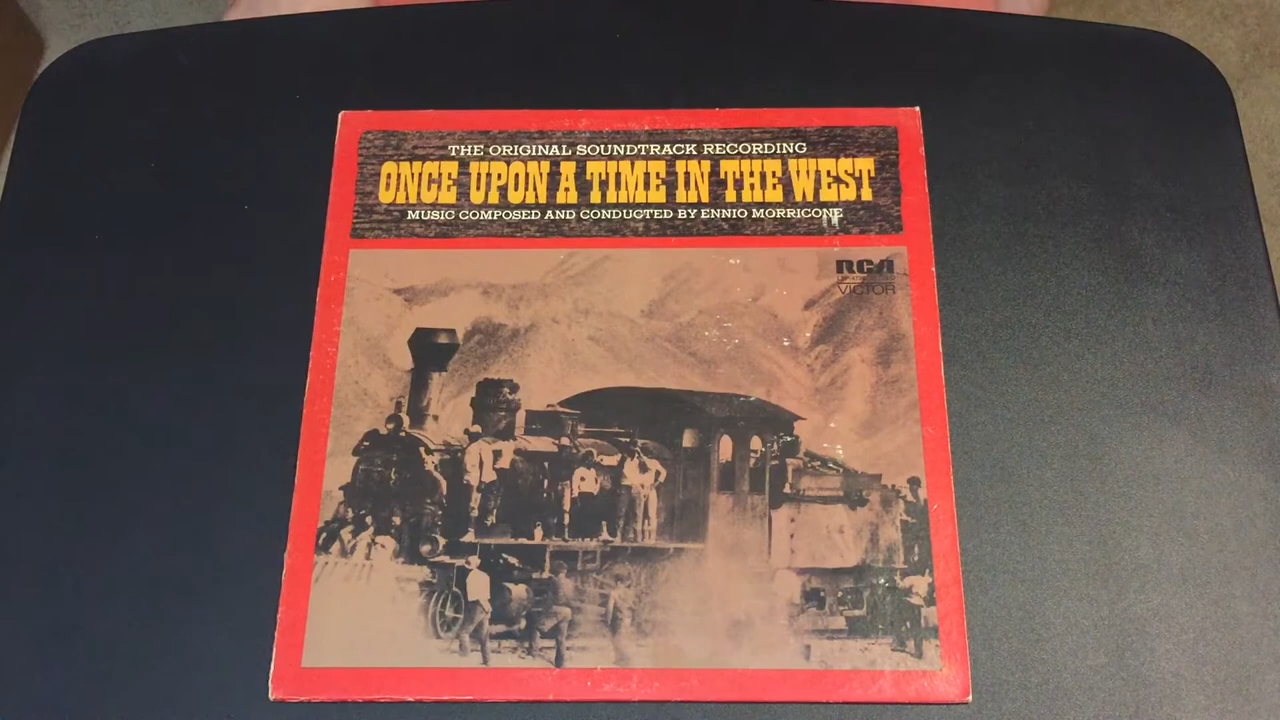 THE ORIGINAL SOUNDTRACK RECORDING
ONCE UPON A TIME IN THE WEST
MUSIC COMPOSED AND CONDUCTED BY ENNIO MORRICONE
RCA
VICTOR